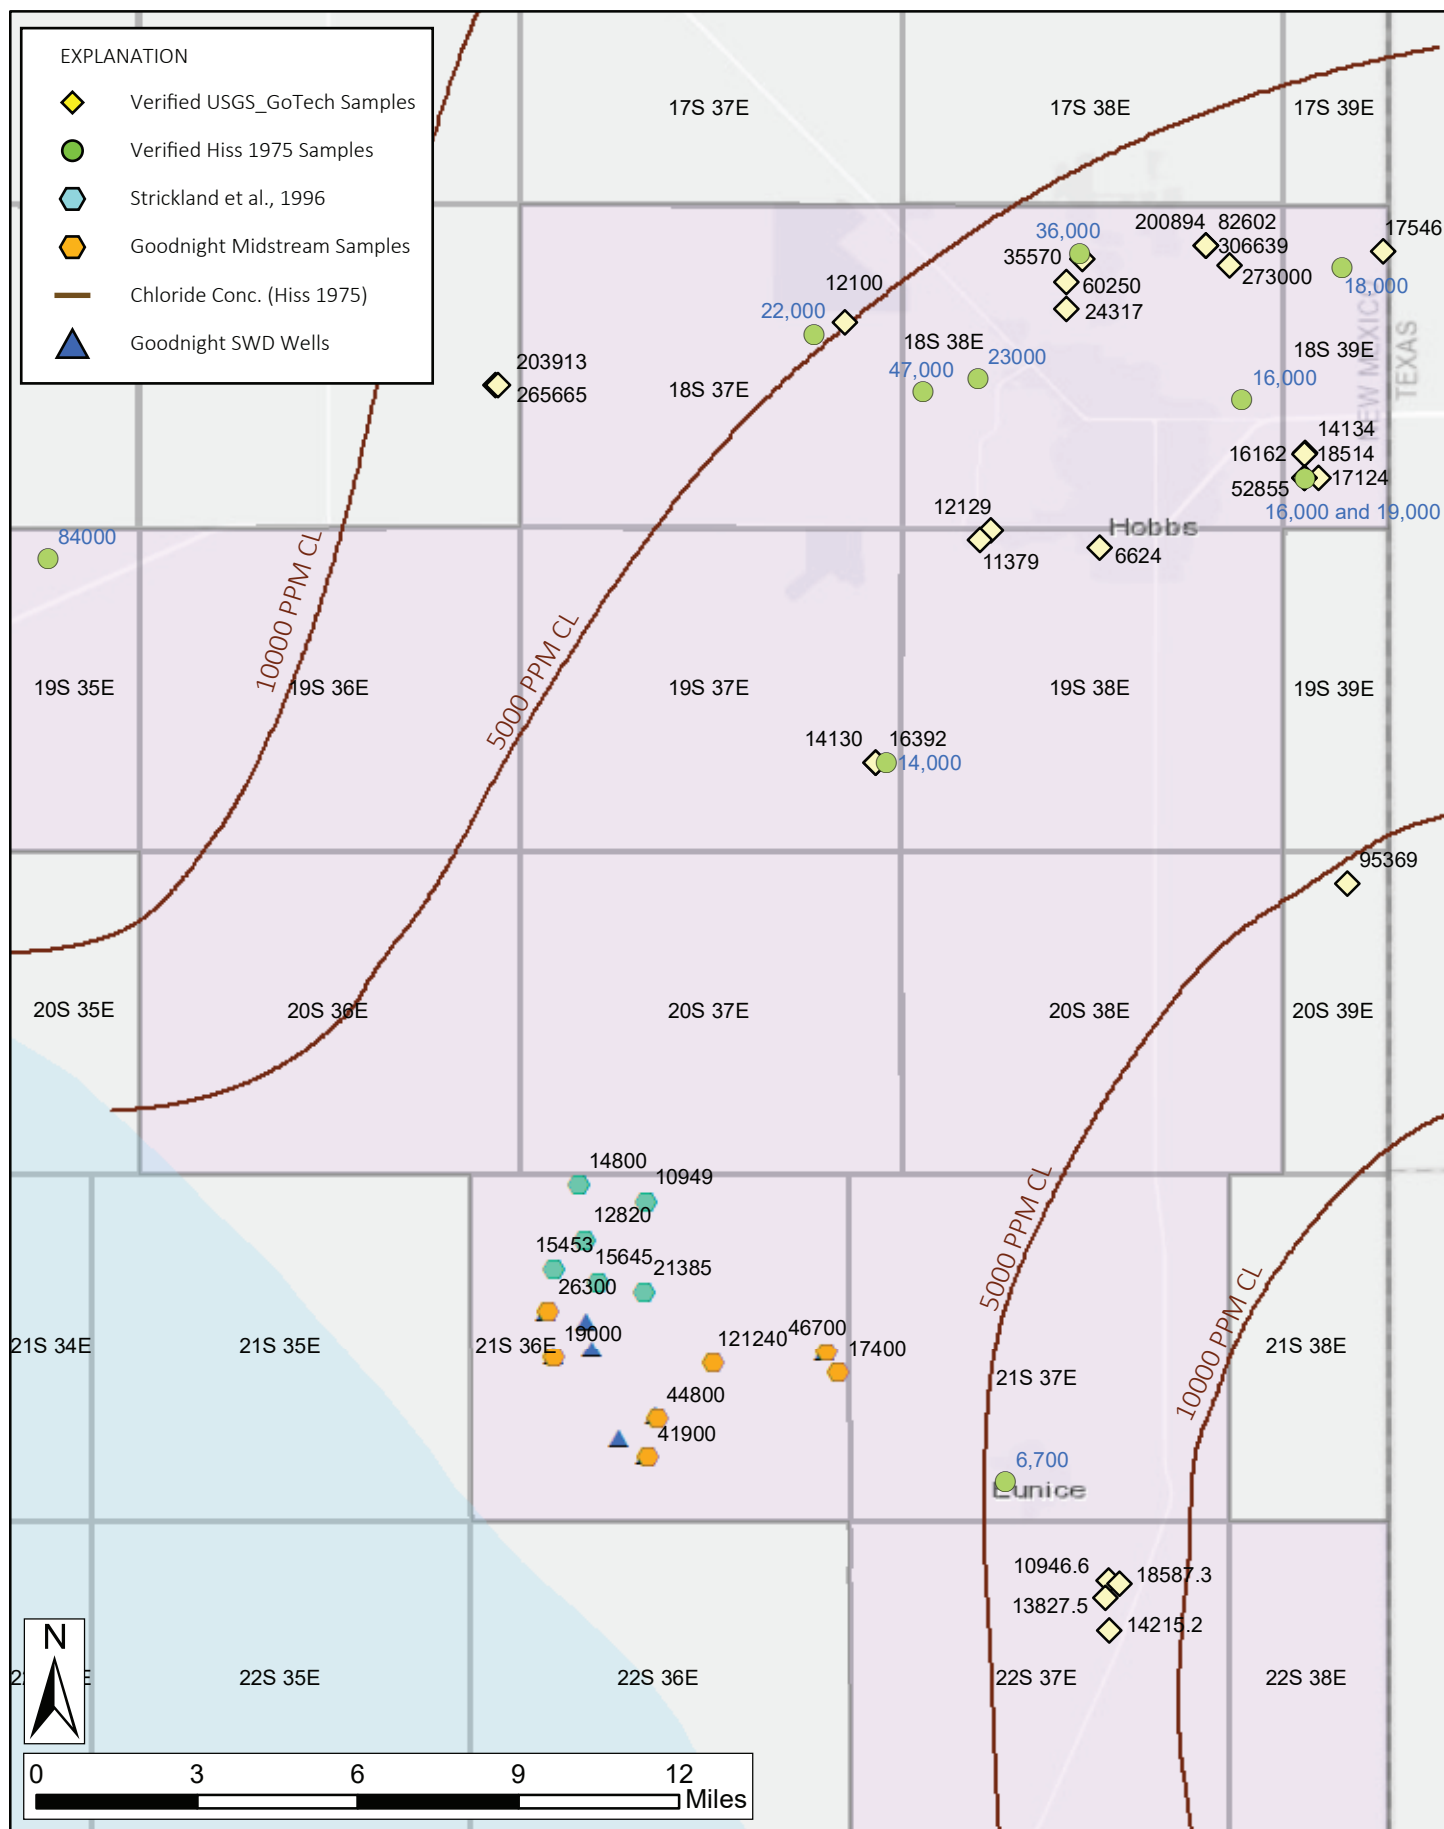 EXPLANATION
Verified USGS_GoTech Samples
Verified Hiss 1975 Samples
Strickland et al., 1996
Goodnight Midstream Samples
Chloride Conc. (Hiss 1975)
Goodnight SWD Wells
17S 37E
17S 38E
17S 39E
36,000
200894
82602
17546
35570
306639
60250
273000
18,000
12100
22,000
24317
18S 38E
18S 39E
203913
265665
18S 37E
47,000
23000
16,000
NEW MEXICO
TEXAS
14134
16162
18514
52855
17124
16,000 and 19,000
12129
Hobbs
11379
6624
84000
10000 PPM CL
5000 PPM CL
19S 35E
19S 36E
19S 37E
19S 38E
19S 39E
14130
16392
14,000
95369
20S 35E
20S 36E
20S 37E
20S 38E
20S 39E
14800
10949
12820
15453
15645
21385
26300
5000 PPM CL
10000 PPM CL
19000
121240
46700
17400
21S 34E
21S 35E
21S 36E
21S 37E
21S 38E
44800
41900
6,700
Eunice
10946.6
18587.3
13827.5
14215.2
N
22S 35E
22S 36E
22S 37E
22S 38E
0
3
6
9
12
Miles